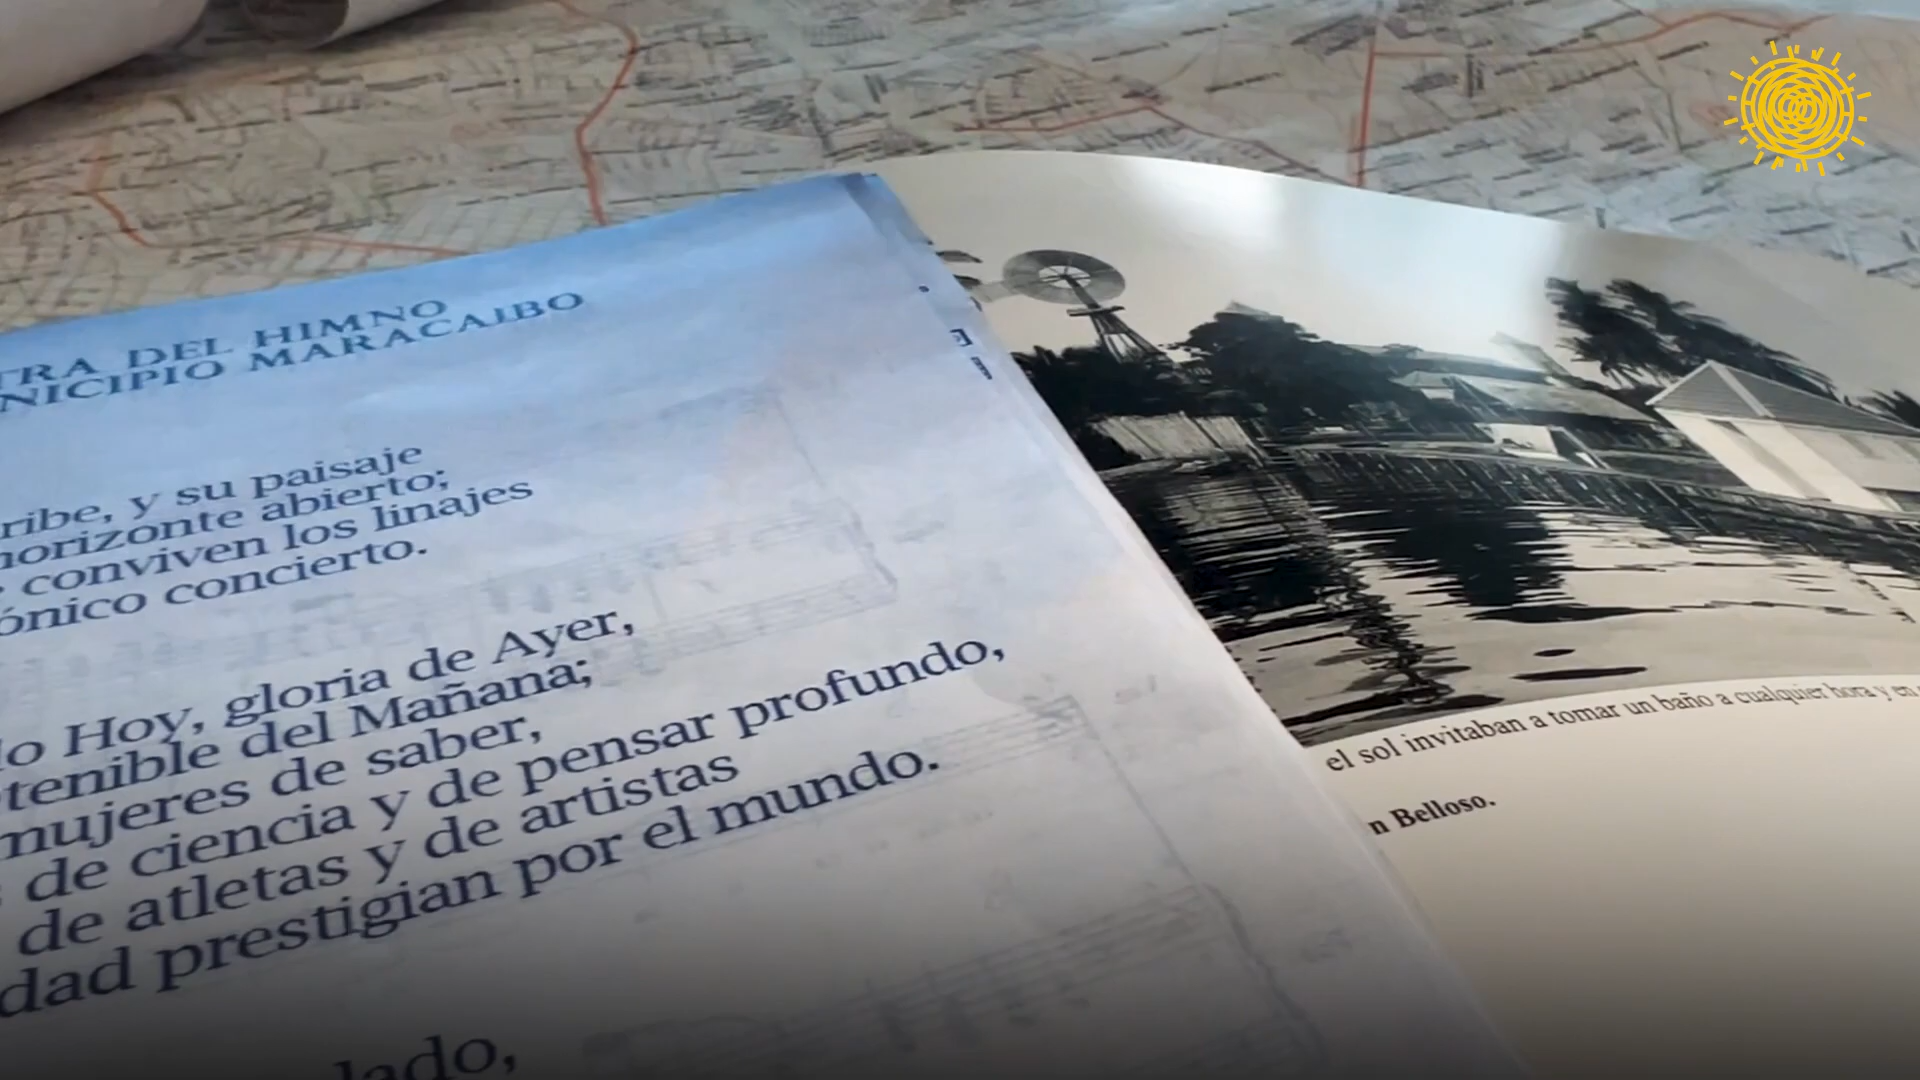 TRA DEL HIMNO
NICIPIO MARACAIBO
ribe, y su paisaje
horizonte abierto;
conviven los linajes
ónico concierto.
lo Hoy, gloria de Ayer,
tenible del Mañana;
mujeres de saber,
de ciencia y de pensar profundo,
de atletas y de artistas
dad prestigian por el mundo.
lado,
el sol invitaban a tomar un baño a cualquier hora y en
n Belloso.